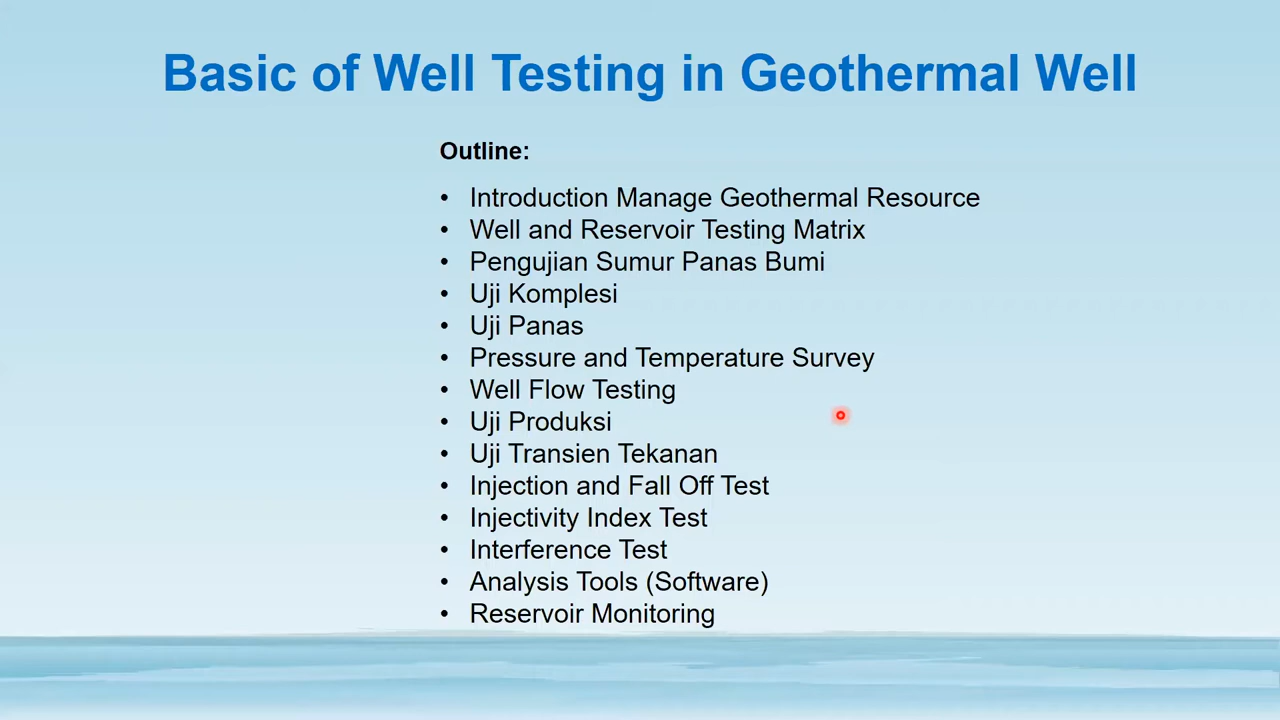 Basic of Well Testing in Geothermal Well
Outline:
• Introduction Manage Geothermal Resource
• Well and Reservoir Testing Matrix
• Pengujian Sumur Panas Bumi
• Uji Komplesi
• Uji Panas
• Pressure and Temperature Survey
• Well Flow Testing
• Uji Produksi
• Uji Transien Tekanan
• Injection and Fall Off Test
• Injectivity Index Test
• Interference Test
• Analysis Tools (Software)
• Reservoir Monitoring